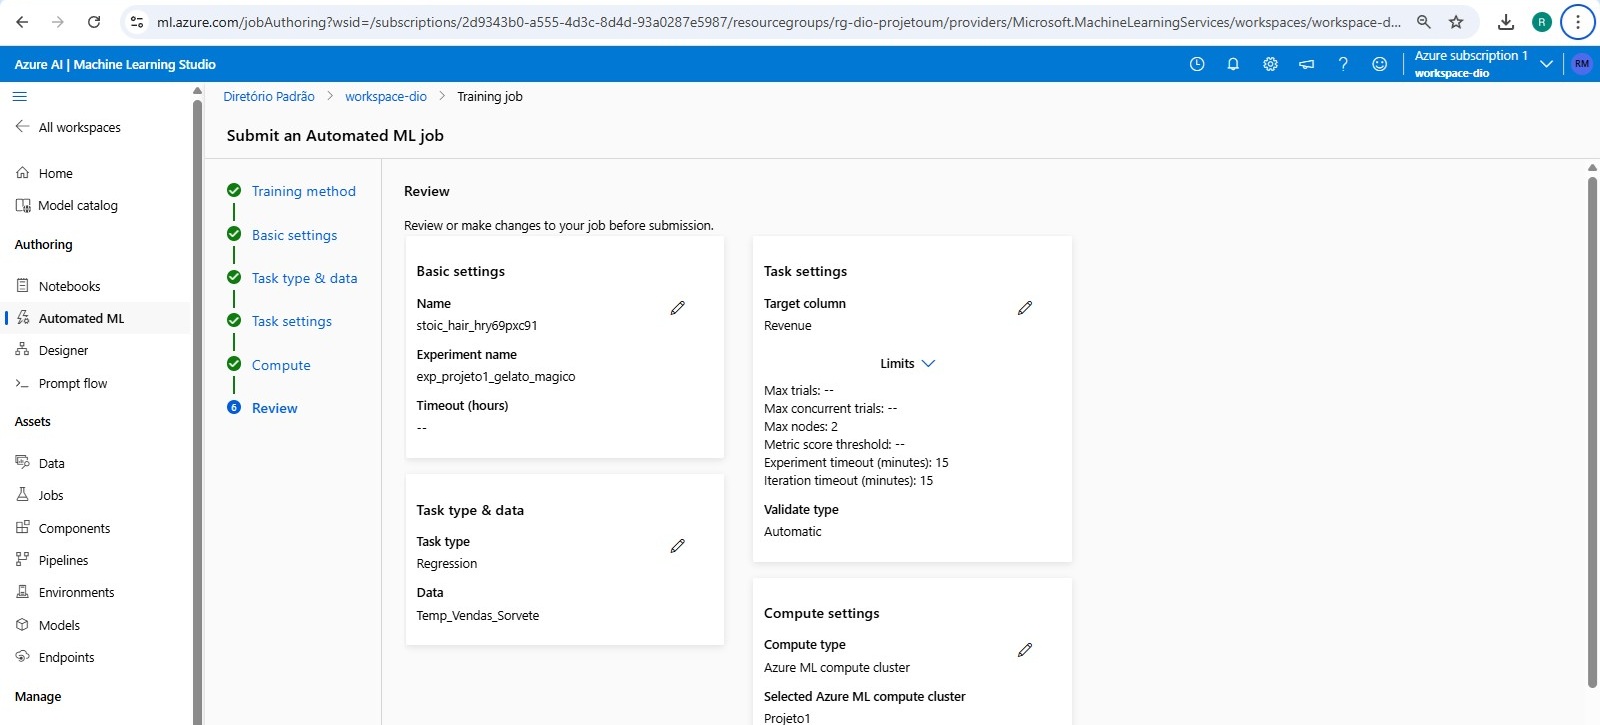 ml.azure.com/jobAuthoring?wsid=/subscriptions/2d9343b0-a555-4d3c-8d4d-93a0287e5987/resourcegroups/rg-dio-projetoum/providers/Microsoft.MachineLearningServices/workspaces/workspace-d...
R
Azure AI | Machine Learning Studio
Azure subscription 1
workspace-dio
RM
All workspaces
Home
Model catalog
Authoring
Notebooks
Automated ML
Designer
Prompt flow
Assets
Data
Jobs
Components
Pipelines
Environments
Models
Endpoints
Manage
Diretório Padrão > workspace-dio > Training job
Submit an Automated ML job
Training method
Basic settings
Task type & data
Task settings
Compute
6 Review
Review
Review or make changes to your job before submission.
Basic settings
Name
stoic_hair_hry69pxc91
Experiment name
exp_projeto1_gelato_magico
Timeout (hours)
--
Task type & data
Task type
Regression
Data
Temp_Vendas_Sorvete
Task settings
Target column
Revenue
Limits
Max trials: --
Max concurrent trials: --
Max nodes: 2
Metric score threshold: --
Experiment timeout (minutes): 15
Iteration timeout (minutes): 15
Validate type
Automatic
Compute settings
Compute type
Azure ML compute cluster
Selected Azure ML compute cluster
Projeto1